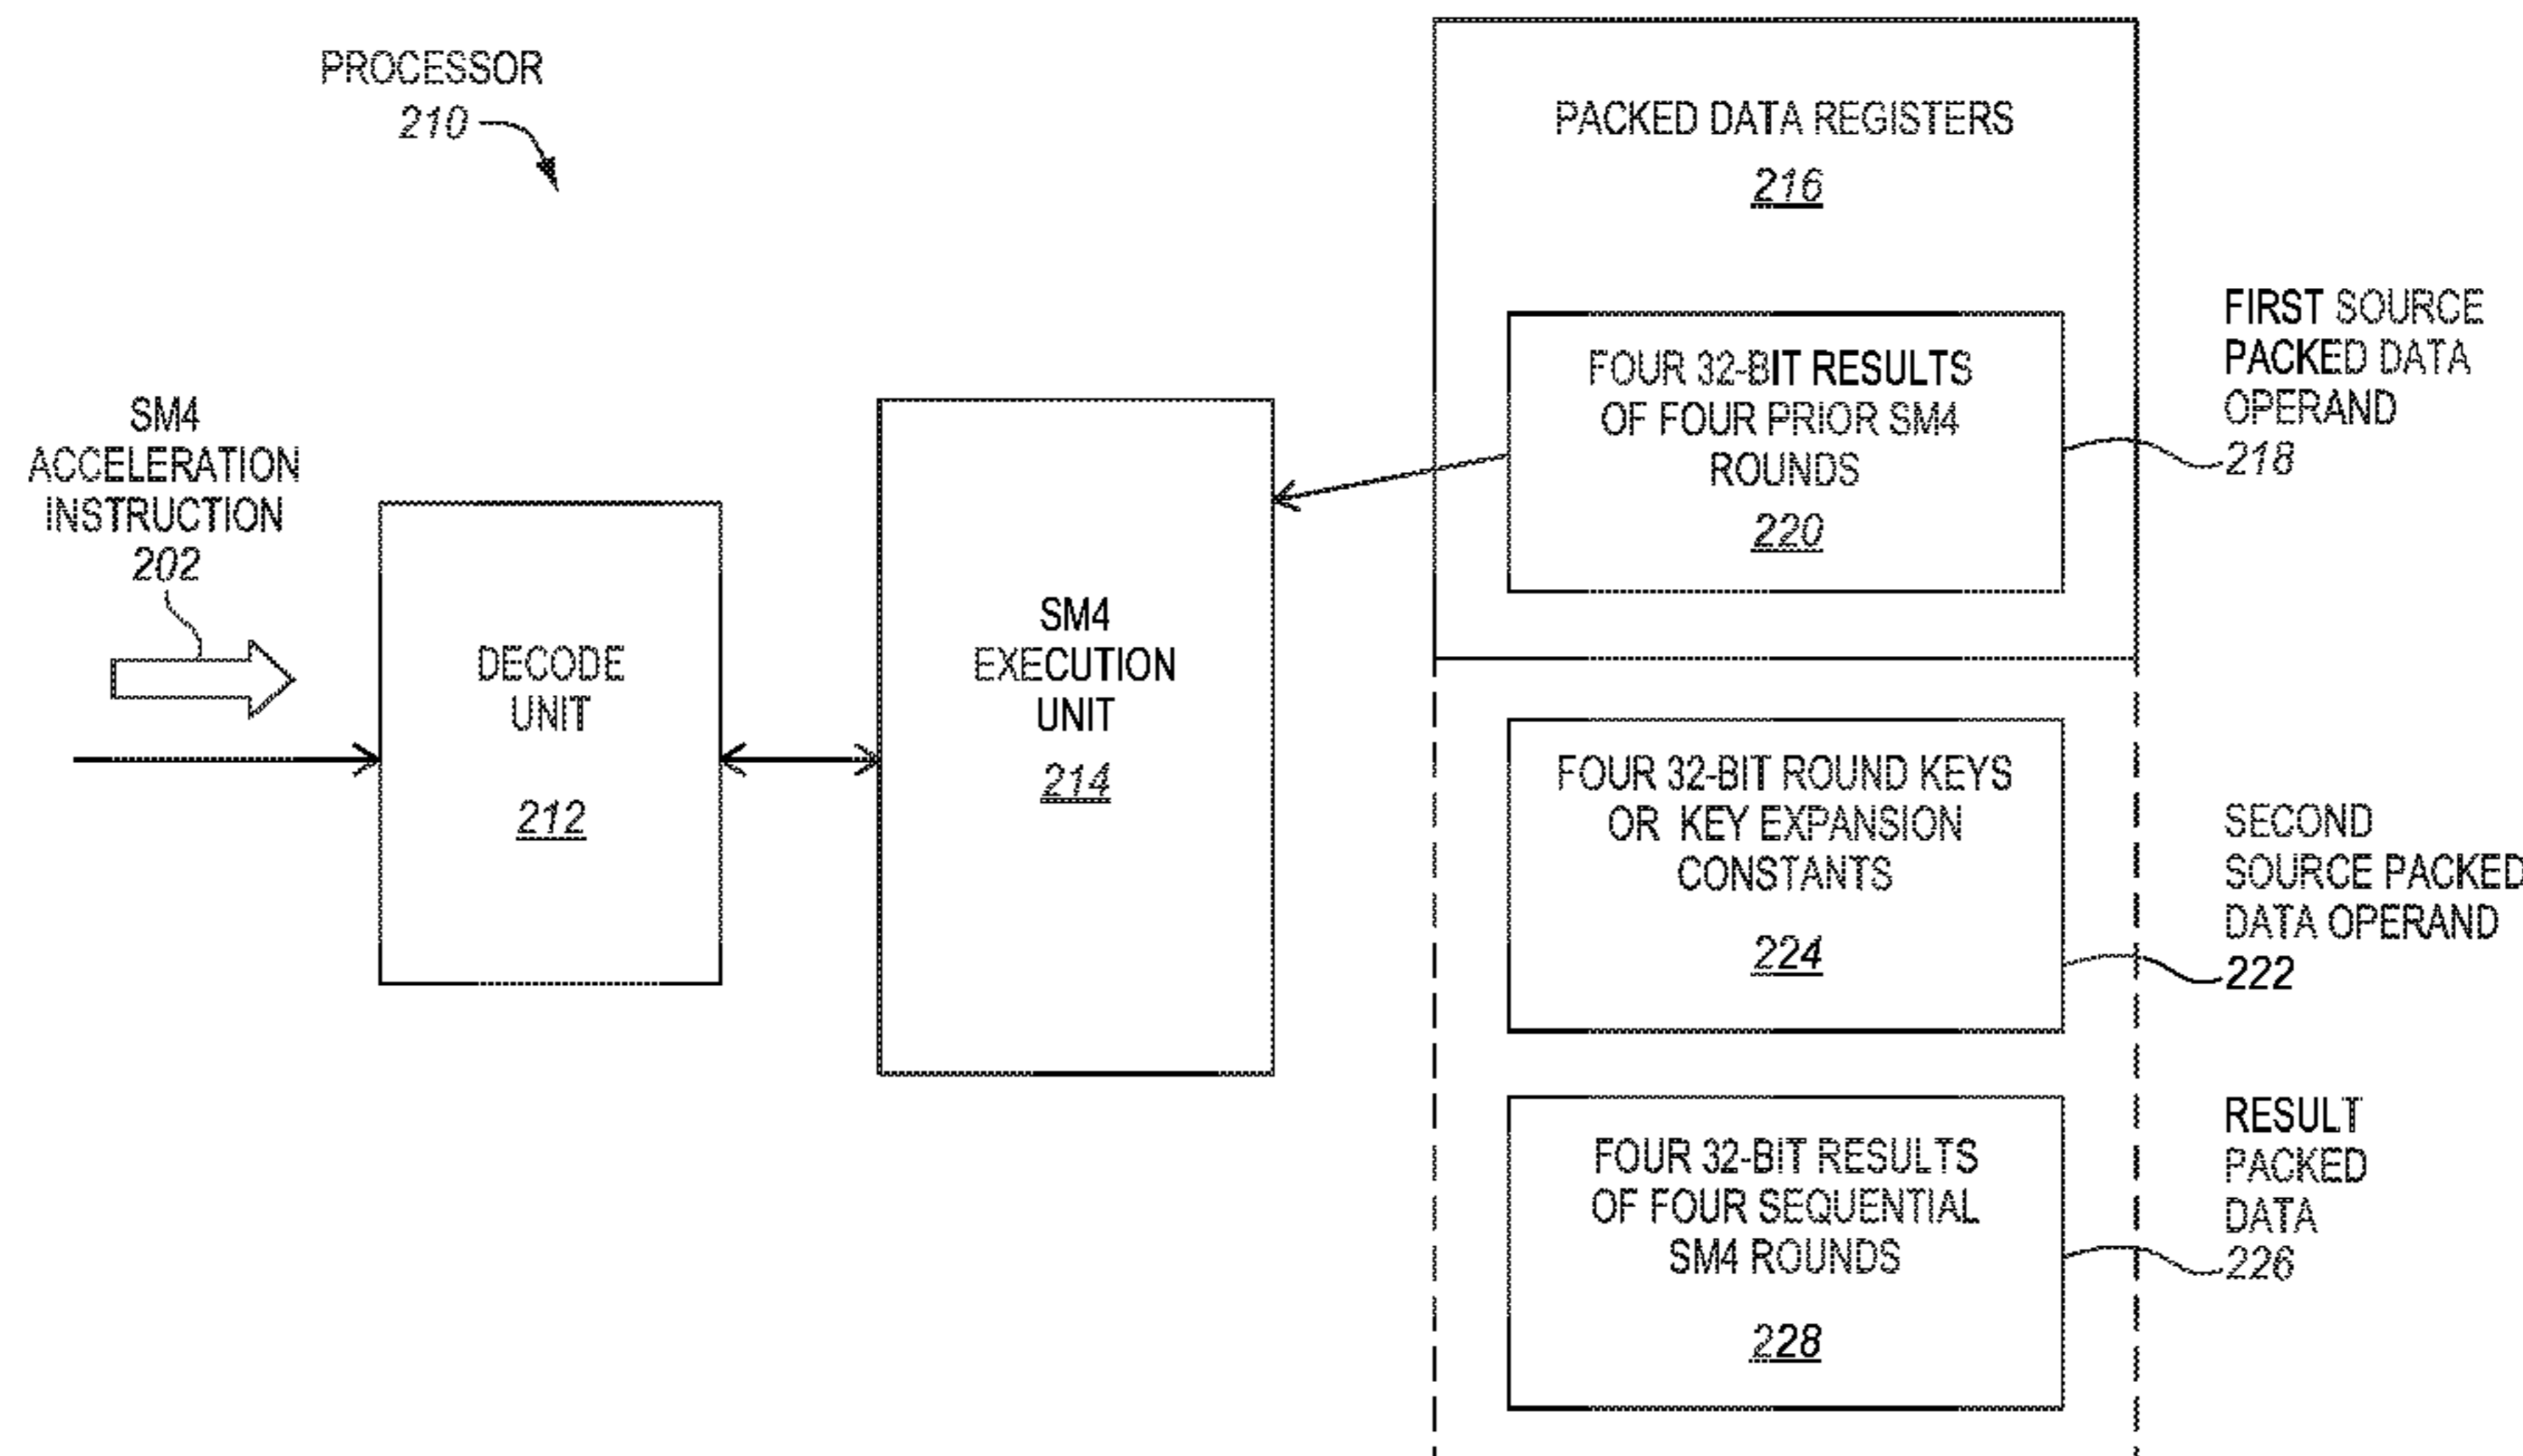 PROCESSOR
210
SM4
ACCELERATION
INSTRUCTION
202
DECODE
UNIT
212
SM4
EXECUTION
UNIT
214
PACKED DATA REGISTERS
216
FOUR 32-BIT RESULTS
OF FOUR PRIOR SM4
ROUNDS
220
FIRST SOURCE
PACKED DATA
OPERAND
218
FOUR 32-BIT ROUND KEYS
OR KEY EXPANSION
CONSTANTS
224
SECOND
SOURCE PACKED
DATA OPERAND
222
FOUR 32-BIT RESULTS
OF FOUR SEQUENTIAL
SM4 ROUNDS
228
RESULT
PACKED
DATA
226